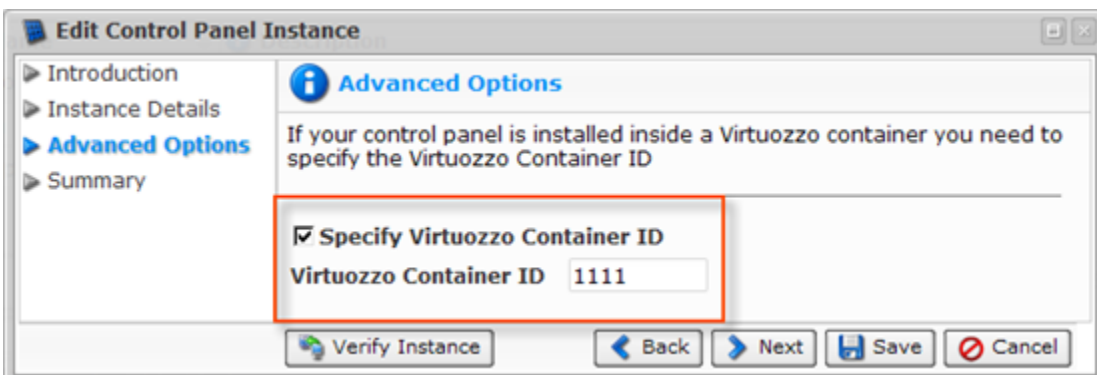 Edit Control Panel Instance
Introduction
Instance Details
Advanced Options
Summary
Advanced Options
If your control panel is installed inside a Virtuozzo container you need to
specify the Virtuozzo Container ID
Specify Virtuozzo Container ID
Virtuozzo Container ID 1111
Verify Instance Back Next Save Cancel